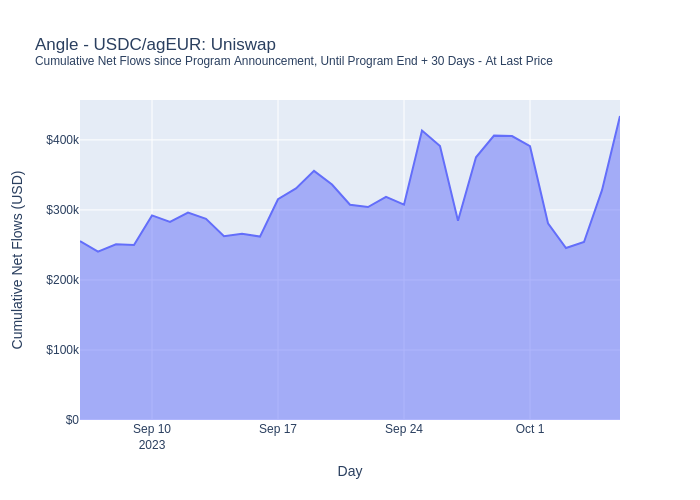 Angle - USDC/agEUR: Uniswap
Cumulative Net Flows since Program Announcement, Until Program End + 30 Days - At Last Price
Cumulative Net Flows (USD)
$400k
$300k
$200k
$100k
$0
Sep 10
2023
Sep 17
Sep 24
Oct 1
Day